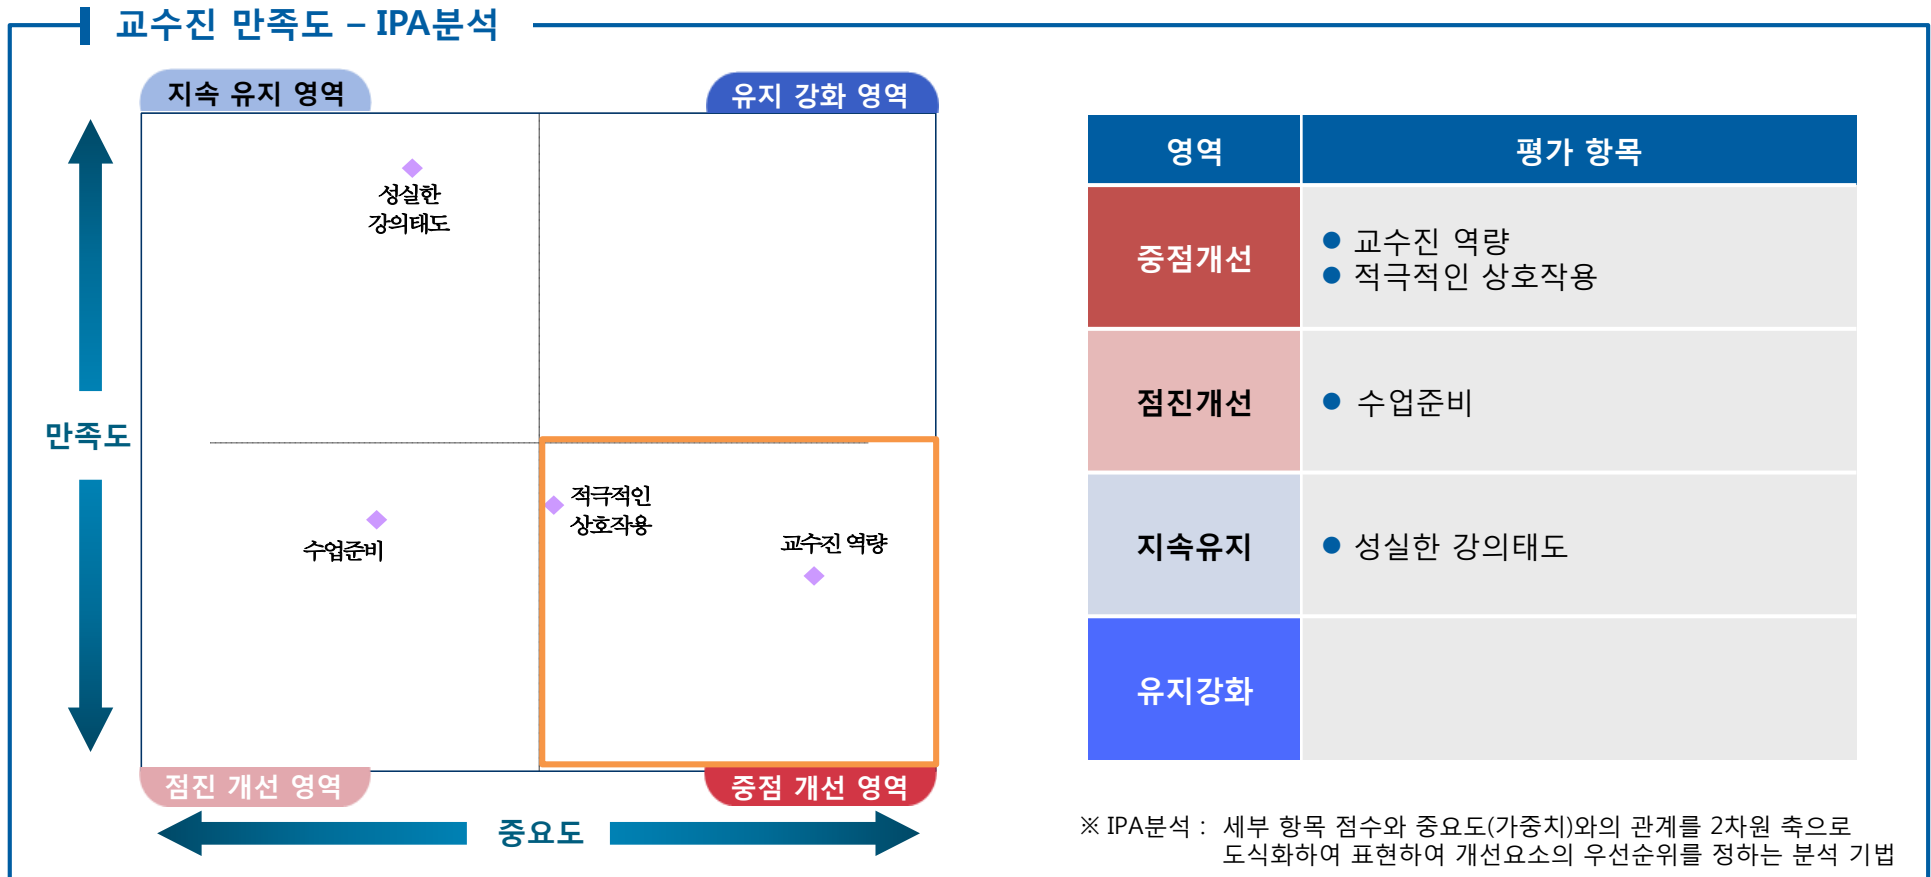 교수진 만족도 – IPA분석
지속 유지 영역
유지 강화 영역
성실한
강의태도
만족도
적극적인
상호작용
수업준비
교수진 역량
점진 개선 영역
중점 개선 영역
중요도
영역
평가 항목
중점개선
● 교수진 역량
● 적극적인 상호작용
점진개선
● 수업준비
지속유지
● 성실한 강의태도
유지강화
※ IPA분석 : 세부 항목 점수와 중요도(가중치)와의 관계를 2차원 축으로
도식화하여 표현하여 개선요소의 우선순위를 정하는 분석 기법